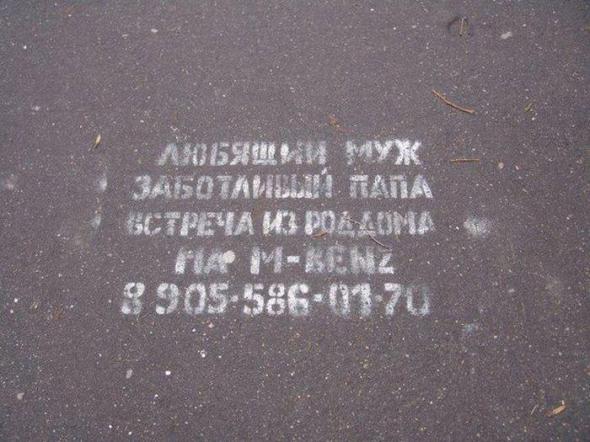 ЛЮБЯЩИЙ МУЖ
ЗАБОТЛИВЫЙ ПАПА
ВСТРЕЧА ИЗ РОДДОМА
НА M-BENZ
8 905-586-01-70